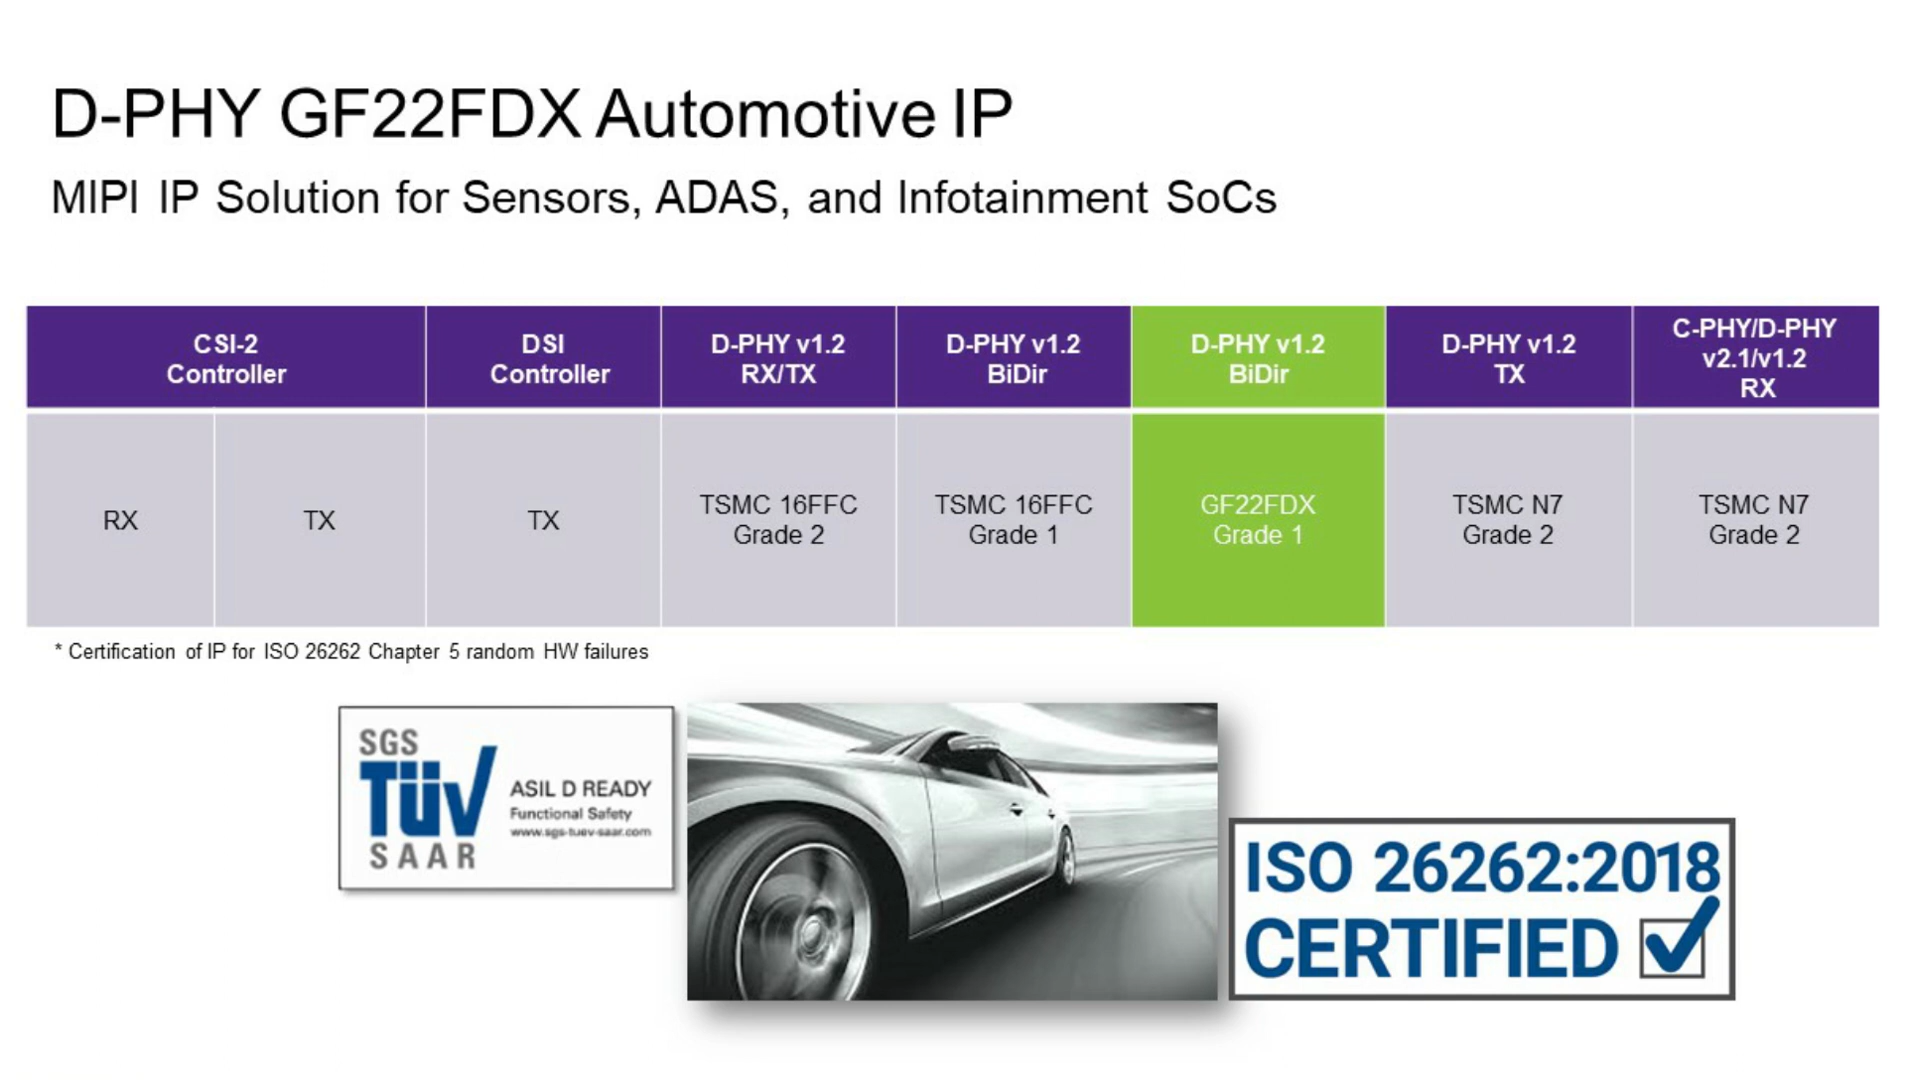 D-PHY GF22FDX Automotive IP
MIPI IP Solution for Sensors, ADAS, and Infotainment SoCs
CSI-2
Controller
DSI
Controller
D-PHY v1.2
RX/TX
D-PHY v1.2
BiDir
D-PHY v1.2
BiDir
D-PHY v1.2
TX
C-PHY/D-PHY
v2.1/v1.2
RX
RX
TX
TX
TSMC 16FFC
Grade 2
TSMC 16FFC
Grade 1
GF22FDX
Grade 1
TSMC N7
Grade 2
TSMC N7
Grade 2
* Certification of IP for ISO 26262 Chapter 5 random HW failures
SGS
TÜV
SAAR
ASIL D READY
Functional Safety
www.sgs-tuev-saar.com
ISO 26262:2018
CERTIFIED